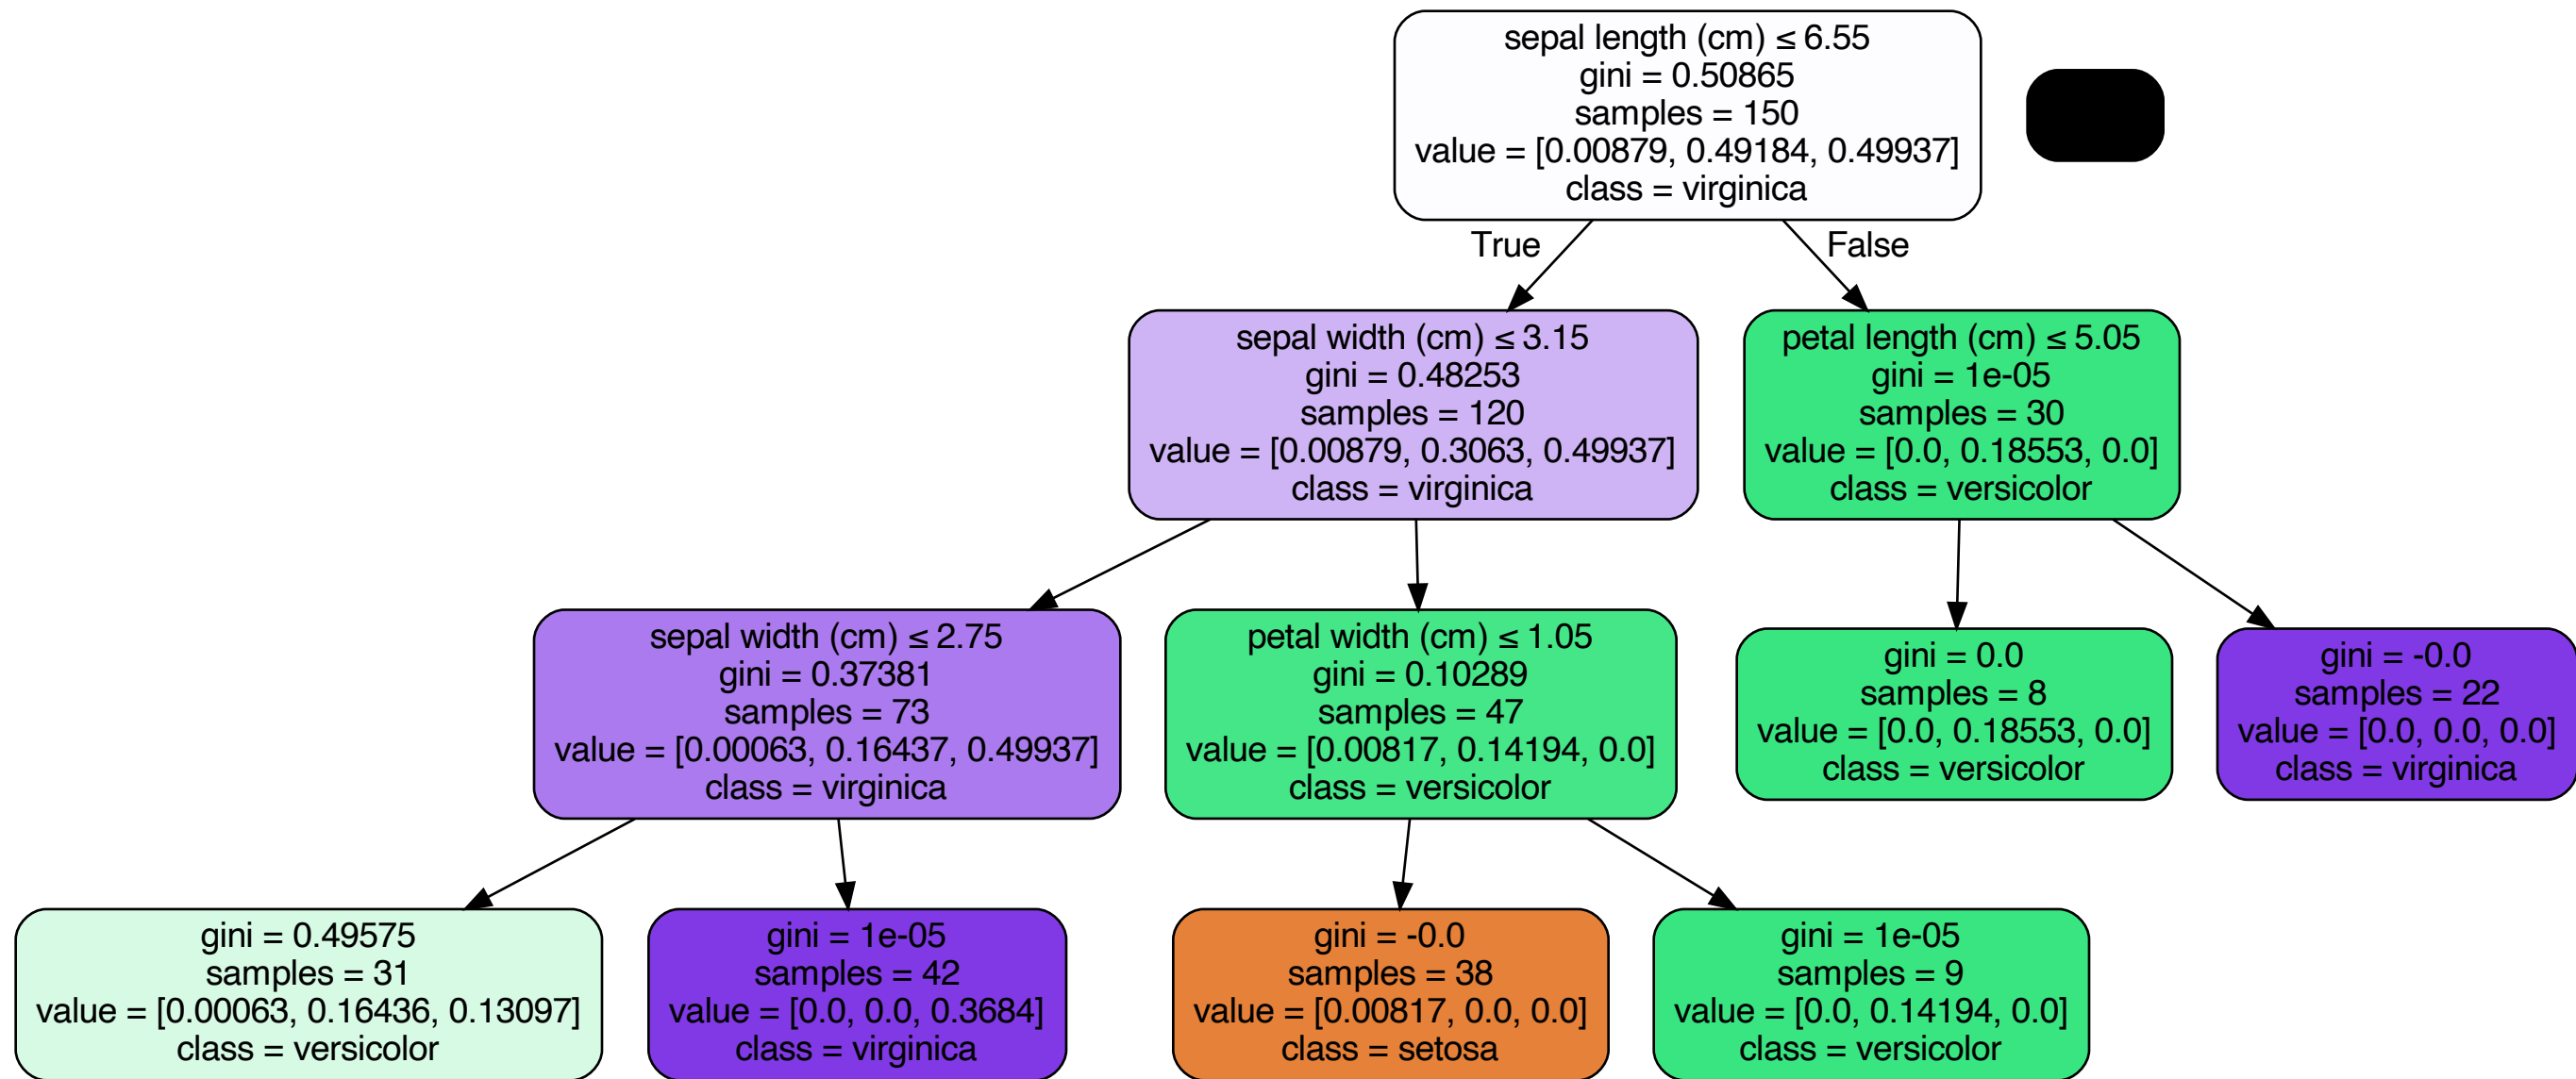 sepal length (cm) ≤ 6.55
gini = 0.50865
samples = 150
value = [0.00879, 0.49184, 0.49937]
class = virginica
True
False
sepal width (cm) ≤ 3.15
gini = 0.48253
samples = 120
value = [0.00879, 0.3063, 0.49937]
class = virginica
petal length (cm) ≤ 5.05
gini = 1e-05
samples = 30
value = [0.0, 0.18553, 0.0]
class = versicolor
sepal width (cm) ≤ 2.75
gini = 0.37381
samples = 73
value = [0.00063, 0.16437, 0.49937]
class = virginica
petal width (cm) ≤ 1.05
gini = 0.10289
samples = 47
value = [0.00817, 0.14194, 0.0]
class = versicolor
gini = 0.0
samples = 8
value = [0.0, 0.18553, 0.0]
class = versicolor
gini = -0.0
samples = 22
value = [0.0, 0.0, 0.0]
class = virginica
gini = 0.49575
samples = 31
value = [0.00063, 0.16436, 0.13097]
class = versicolor
gini = 1e-05
samples = 42
value = [0.0, 0.0, 0.3684]
class = virginica
gini = -0.0
samples = 38
value = [0.00817, 0.0, 0.0]
class = setosa
gini = 1e-05
samples = 9
value = [0.0, 0.14194, 0.0]
class = versicolor